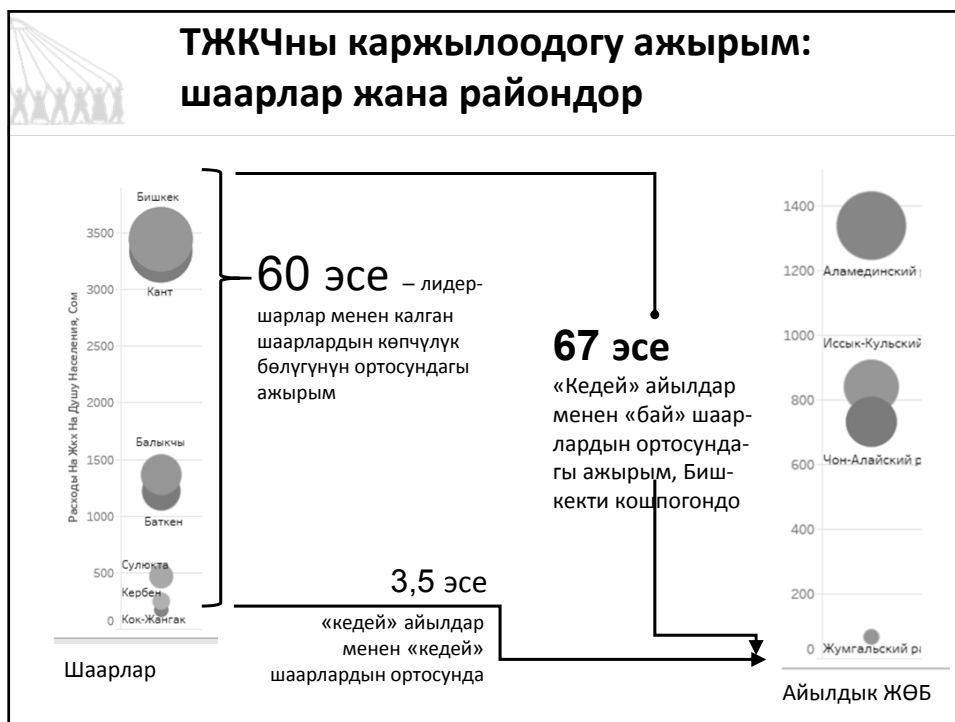 ТЖКЧны каржылоодогу ажырым:
шаарлар жана райондор
Расходы На Жкх На Душу Населения, Сом
3500
3000
2500
2000
1500
1000
500
0
Бишкек
Кант
Балыкчы
Баткен
Сулюкта
Кербен
Кок-Жангак
Шаарлар
60 эсе – лидер-
шарлар менен калган
шаарлардын көпчүлүк
бөлүгүнүн ортосундагы
ажырым
67 эсе
«Кедей» айылдар
менен «бай» шаар-
лардын ортосунда-
гы ажырым, Биш-
кекти кошпогондо
3,5 эсе
«кедей» айылдар
менен «кедей»
шаарлардын ортосунда
1400
1200
1000
800
600
400
200
0
Аламединский
Иссык-Кульский
Чон-Алайский р
Жумгальский ра
Айылдык ЖӨБ